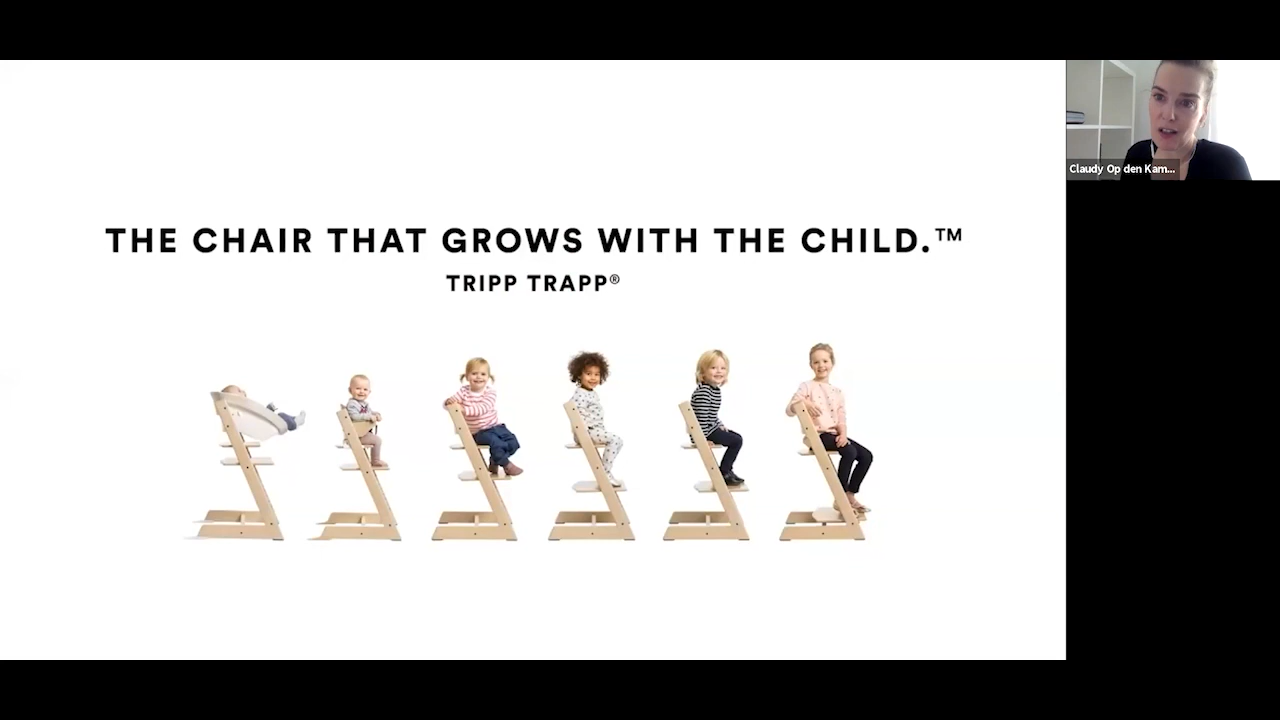 THE CHAIR THAT GROWS WITH THE CHILD.™
TRIPP TRAPP®
Claudy Op den Kam...